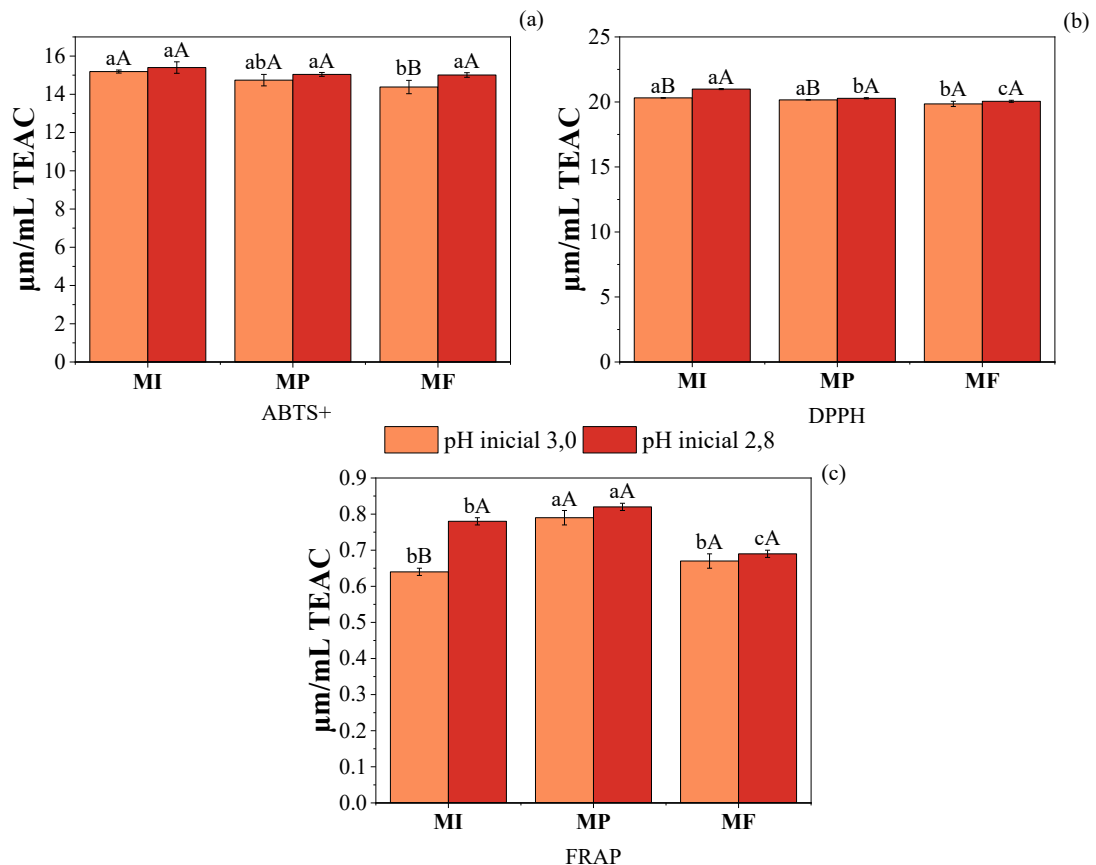 (a)
16
14
12
10
8
6
4
2
0
µm/mL TEAC
aA
aA
abA
aA
bB
aA
MI
MP
MF
ABTS+
(b)
25
20
15
10
5
0
µm/mL TEAC
aB
aA
aB
bA
bA
cA
MI
MP
MF
DPPH
pH inicial 3,0
pH inicial 2,8
(c)
0.9
0.8
0.7
0.6
0.5
0.4
0.3
0.2
0.1
0.0
µm/mL TEAC
bB
bA
aA
aA
bA
cA
MI
MP
MF
FRAP